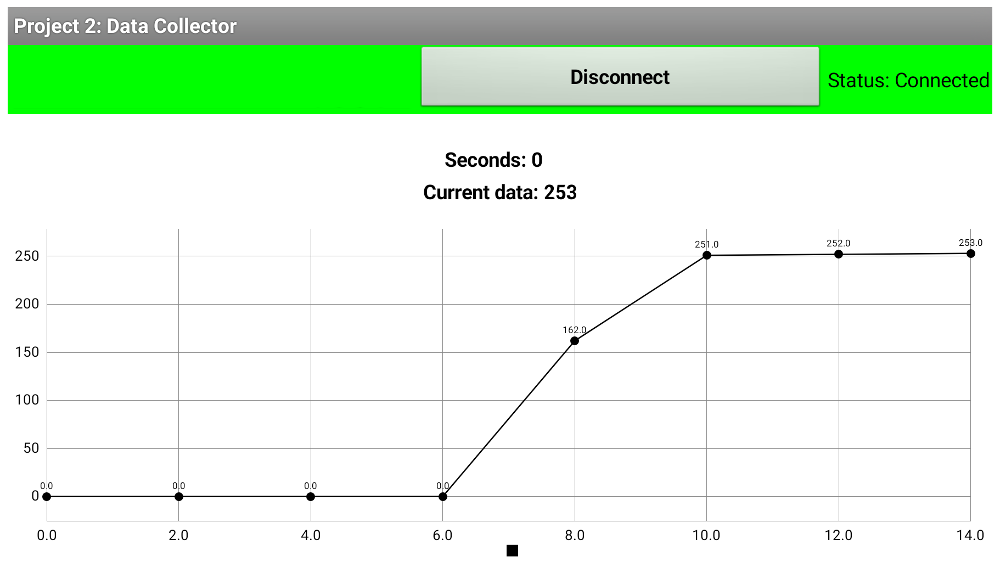 Project 2: Data Collector
Disconnect
Status: Connected
Seconds: 0
Current data: 253
250
200
150
100
50
0
0.0 0.0 0.0 0.0 162.0 251.0 252.0 253.0
0.0 2.0 4.0 6.0 8.0 10.0 12.0 14.0